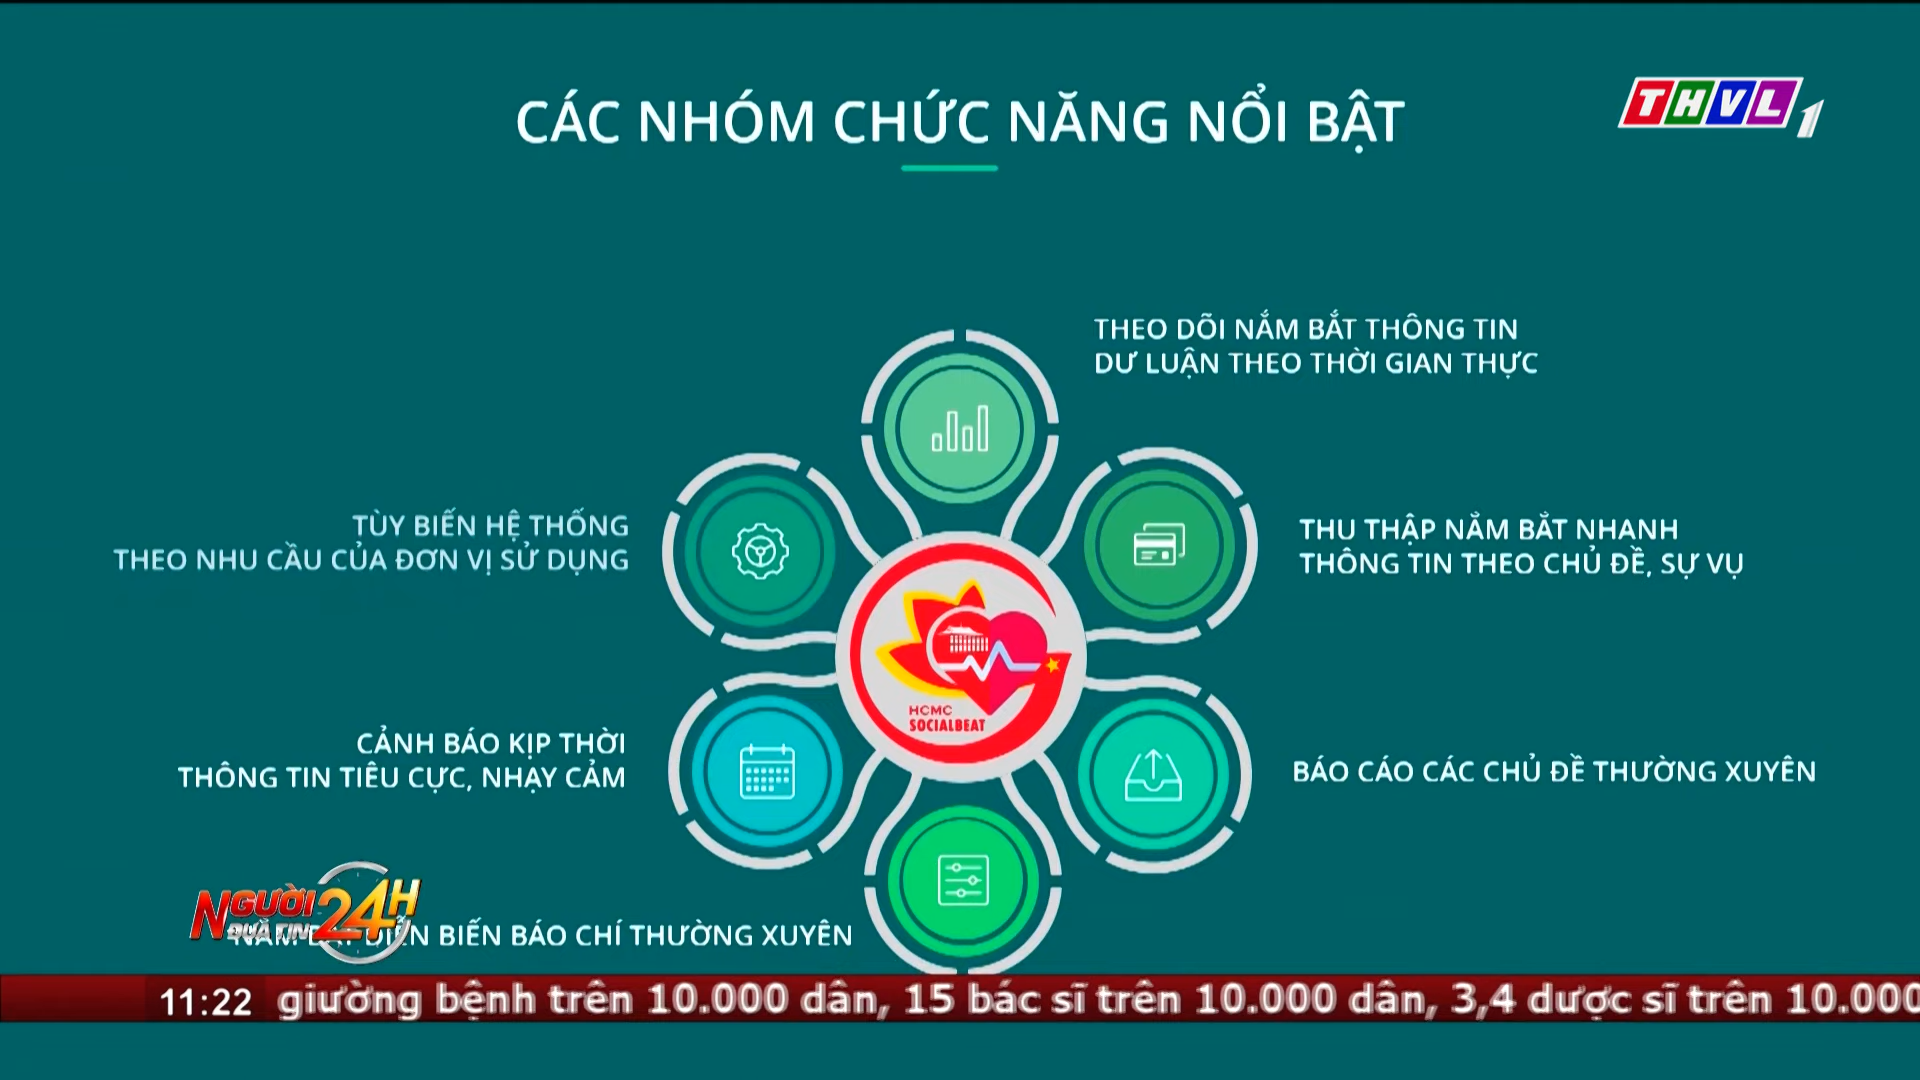 CÁC NHÓM CHỨC NĂNG NỔI BẬT
THVL1
THEO DÕI NẮM BẮT THÔNG TIN
DƯ LUẬN THEO THỜI GIAN THỰC
TÙY BIẾN HỆ THỐNG
THEO NHU CẦU CỦA ĐƠN VỊ SỬ DỤNG
THU THẬP NẮM BẮT NHANH
THÔNG TIN THEO CHỦ ĐỀ, SỰ VỤ
HCMC
SOCIALBEAT
CẢNH BÁO KỊP THỜI
THÔNG TIN TIÊU CỰC, NHẠY CẢM
BÁO CÁO CÁC CHỦ ĐỀ THƯỜNG XUYÊN
NGƯỜI
ĐƯA TIN
24H
BIẾN BÁO CHÍ THƯỜNG XUYÊN
11:22 giường bệnh trên 10.000 dân, 15 bác sĩ trên 10.000 dân, 3,4 dược sĩ trên 10.000